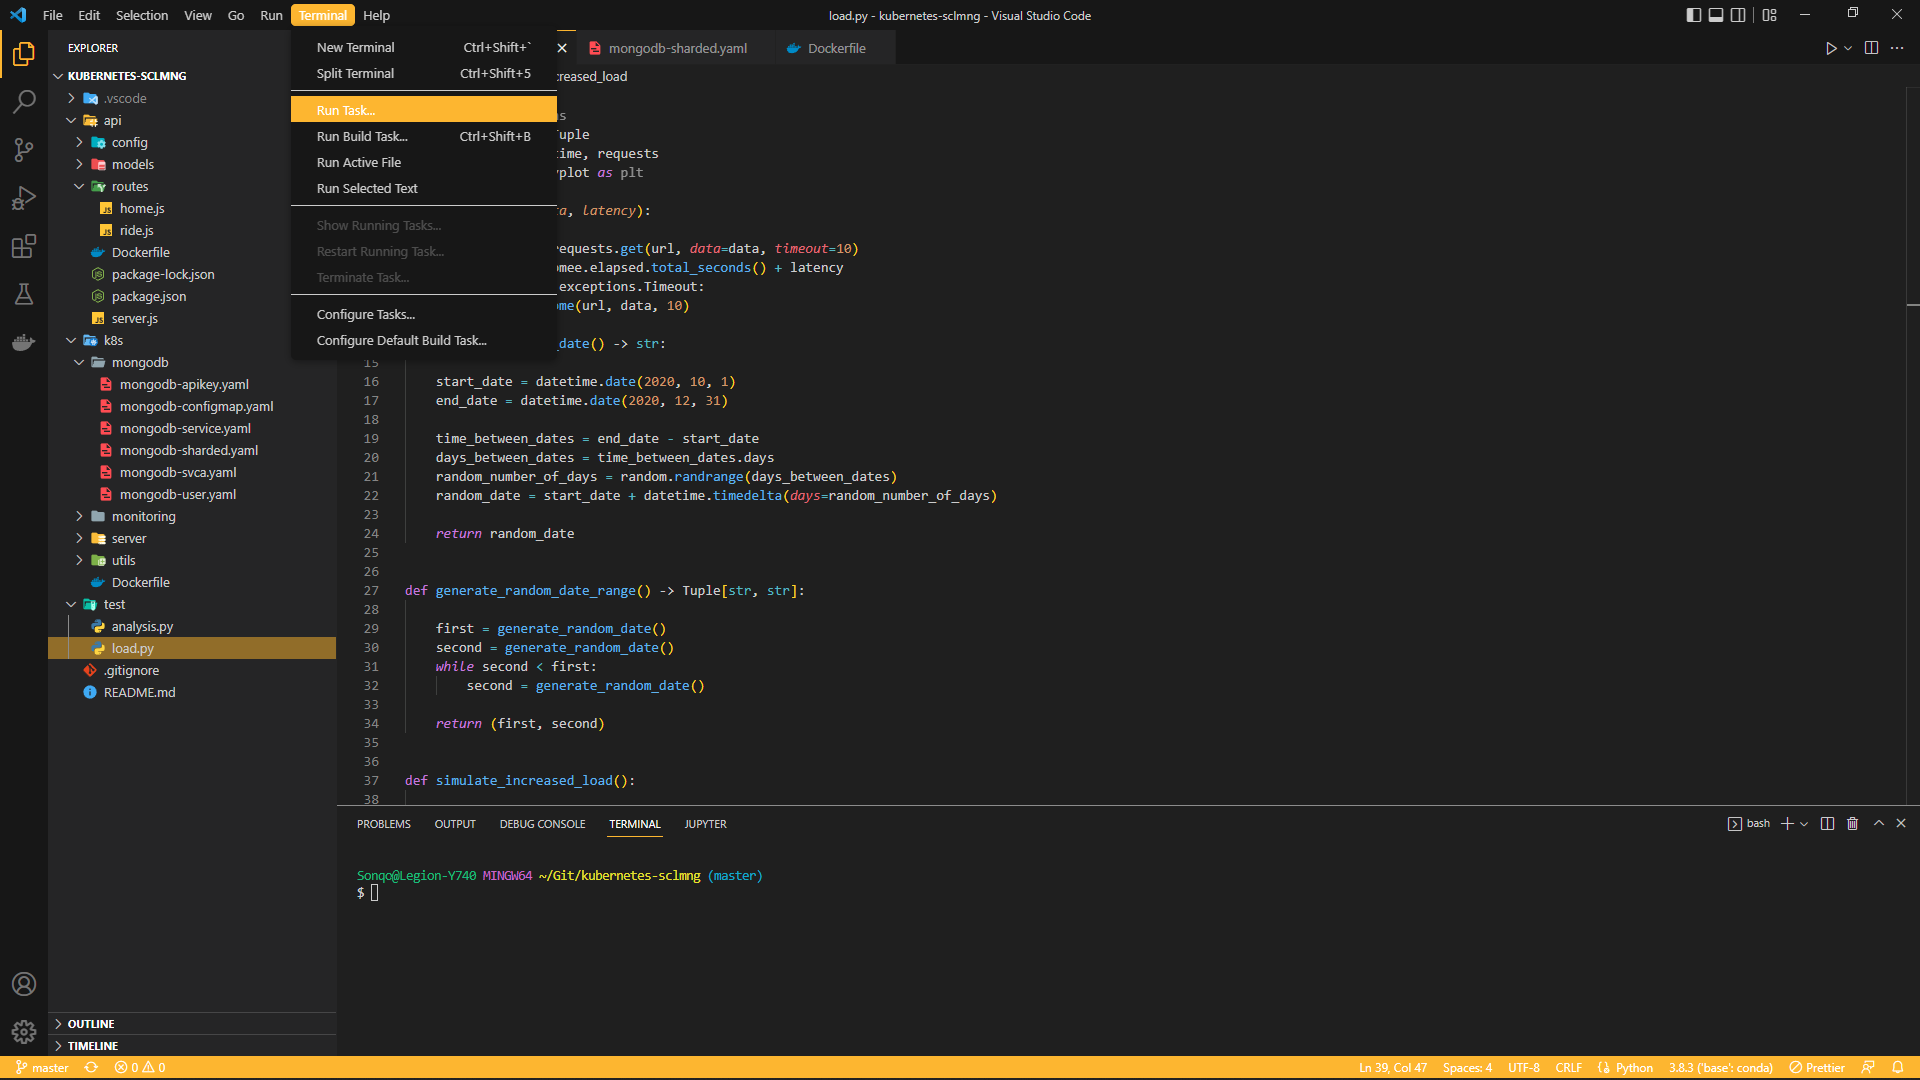 File Edit Selection View Go Run Terminal Help
load.py - kubernetes-sclmng - Visual Studio Code
EXPLORER
KUBERNETES-SCLMNG
.vscode
api
config
models
routes
home.js
ride.js
Dockerfile
package-lock.json
package.json
server.js
k8s
mongodb
mongodb-apikey.yaml
mongodb-configmap.yaml
mongodb-service.yaml
mongodb-sharded.yaml
mongodb-svca.yaml
mongodb-user.yaml
monitoring
server
utils
Dockerfile
test
analysis.py
load.py
.gitignore
README.md
OUTLINE
TIMELINE
New Terminal Ctrl+Shift+`
Split Terminal Ctrl+Shift+5
Run Task...
Run Build Task... Ctrl+Shift+B
Run Active File
Run Selected Text
Show Running Tasks...
Restart Running Task...
Terminate Task...
Configure Tasks...
Configure Default Build Task...
mongodb-sharded.yaml Dockerfile
creased_load
s
Tuple
time, requests
yplot as plt
ta, latency):
requests.get(url, data=data, timeout=10)
omee.elapsed.total_seconds() + latency
exceptions.Timeout:
ome(url, data, 10)
_date() -> str:
15
16 start_date = datetime.date(2020, 10, 1)
17 end_date = datetime.date(2020, 12, 31)
18
19 time_between_dates = end_date - start_date
20 days_between_dates = time_between_dates.days
21 random_number_of_days = random.randrange(days_between_dates)
22 random_date = start_date + datetime.timedelta(days=random_number_of_days)
23
24 return random_date
25
26
27 def generate_random_date_range() -> Tuple[str, str]:
28
29 first = generate_random_date()
30 second = generate_random_date()
31 while second < first:
32 second = generate_random_date()
33
34 return (first, second)
35
36
37 def simulate_increased_load():
38
PROBLEMS OUTPUT DEBUG CONSOLE TERMINAL JUPYTER
bash
Sonqo@Legion-Y740 MINGW64 ~/Git/kubernetes-sclmng (master)
$
master 0 0
Ln 39, Col 47 Spaces: 4 UTF-8 CRLF Python 3.8.3 ('base': conda) Prettier